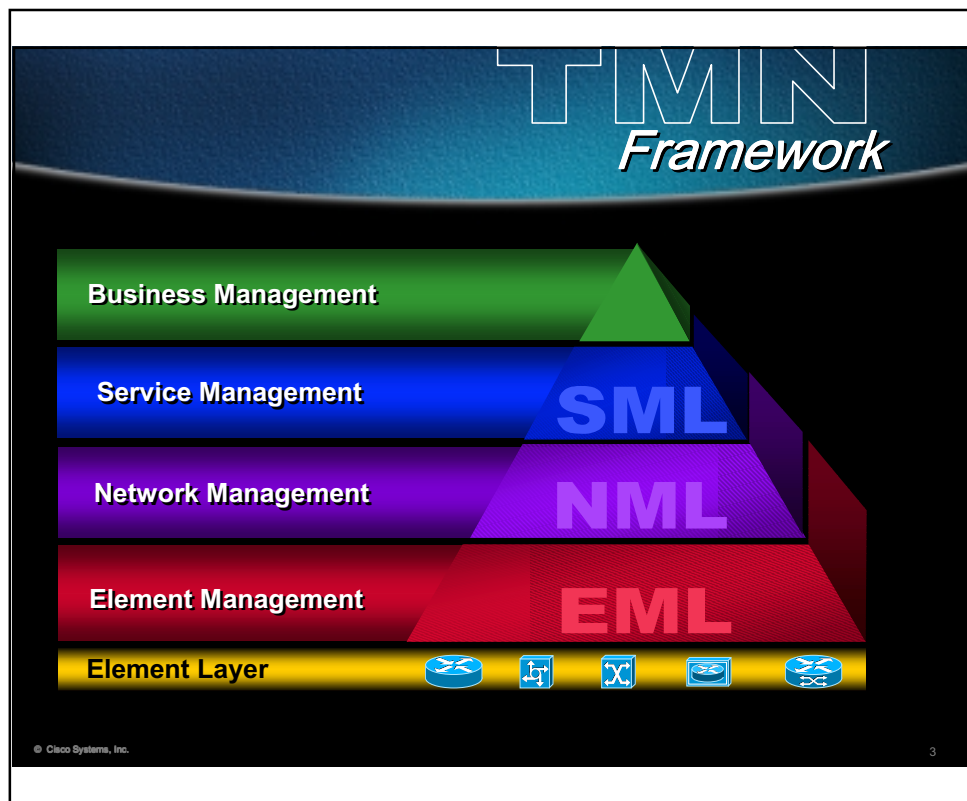 TMN
Framework
Business Management
Service Management
SML
Network Management
NML
Element Management
EML
Element Layer
© Cisco Systems, Inc.
3